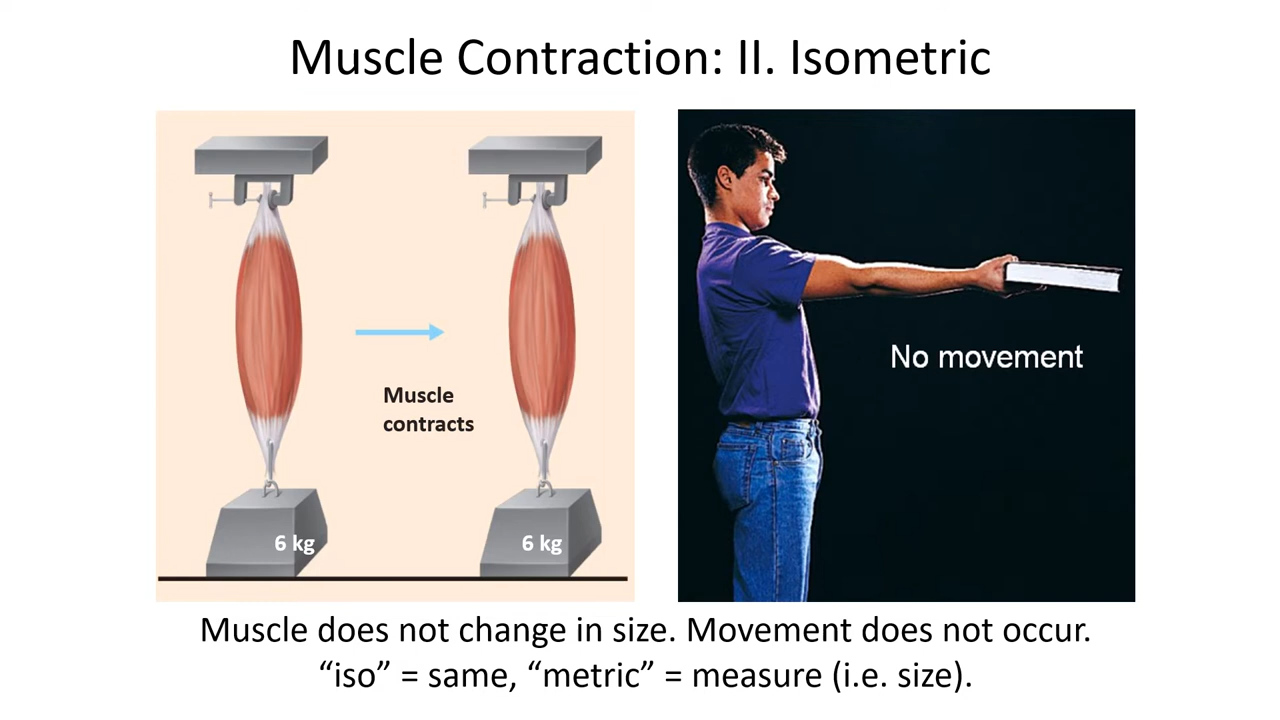 Muscle Contraction: II. Isometric
Muscle
contracts
6 kg
6 kg
No movement
Muscle does not change in size. Movement does not occur.
“iso” = same, “metric” = measure (i.e. size).